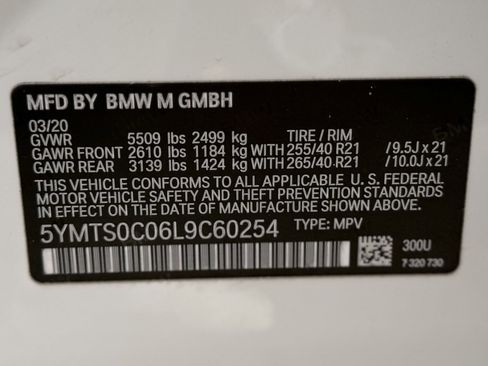 MFD BY BMW M GMBH
03/20
GVWR 5509 lbs 2499 kg TIRE / RIM
GAWR FRONT 2610 lbs 1184 kg WITH 255/40 R21 / 9.5J x 21
GAWR REAR 3139 lbs 1424 kg WITH 265/40 R21 / 10.0J x 21
THIS VEHICLE CONFORMS TO ALL APPLICABLE U. S. FEDERAL
MOTOR VEHICLE SAFETY AND THEFT PREVENTION STANDARDS
IN EFFECT ON THE DATE OF MANUFACTURE SHOWN ABOVE.
5YMTS0C06L9C60254 TYPE: MPV
300U
7 320 730